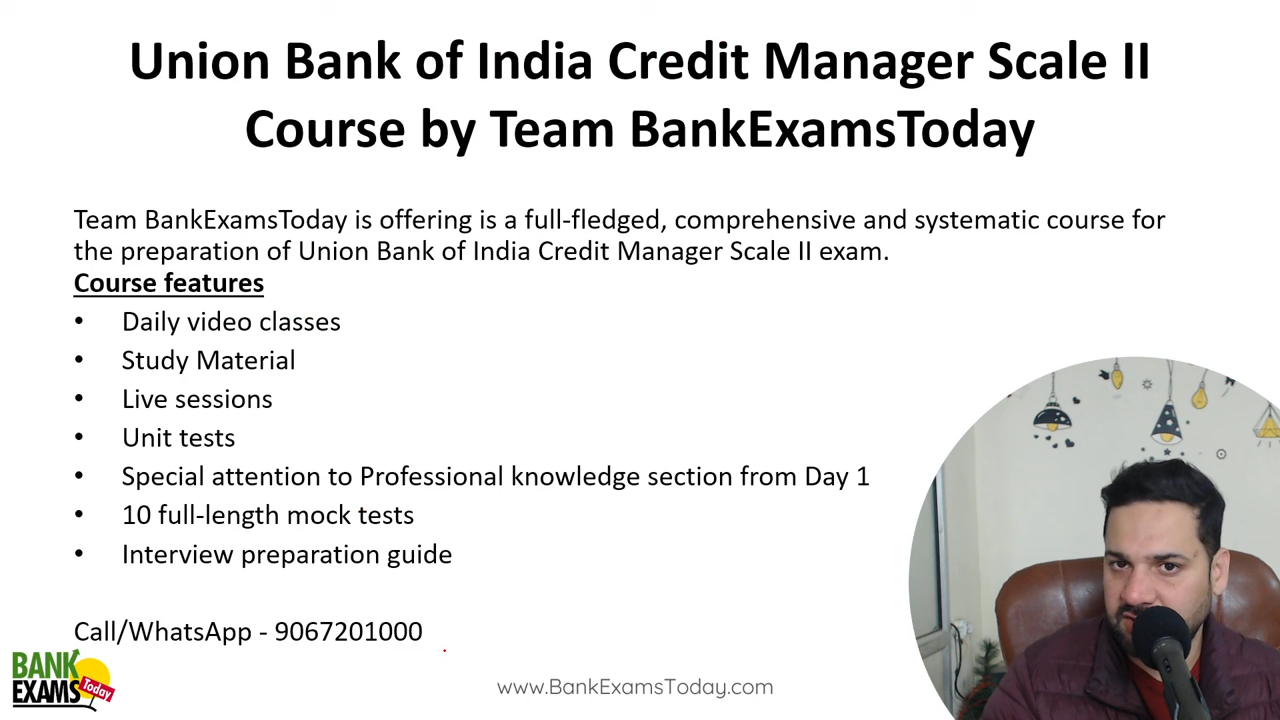 Union Bank of India Credit Manager Scale II
Course by Team BankExamsToday
Team BankExamsToday is offering is a full-fledged, comprehensive and systematic course for
the preparation of Union Bank of India Credit Manager Scale II exam.
Course features
• Daily video classes
• Study Material
• Live sessions
• Unit tests
• Special attention to Professional knowledge section from Day 1
• 10 full-length mock tests
• Interview preparation guide
Call/WhatsApp - 9067201000
BANK
EXAMS Today
www.BankExamsToday.com